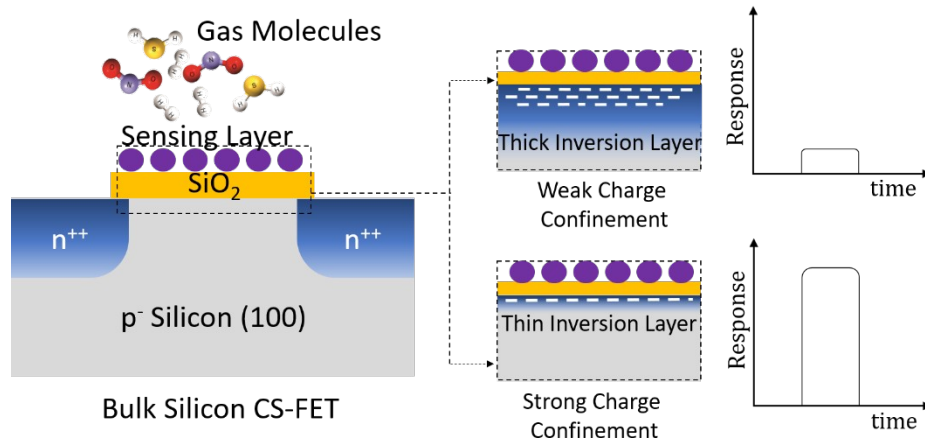 Gas Molecules
Sensing Layer
SiO₂
n⁺⁺
n⁺⁺
p⁻ Silicon (100)
Bulk Silicon CS-FET
Thick Inversion Layer
Weak Charge
Confinement
Response
time
Thin Inversion Layer
Strong Charge
Confinement
Response
time